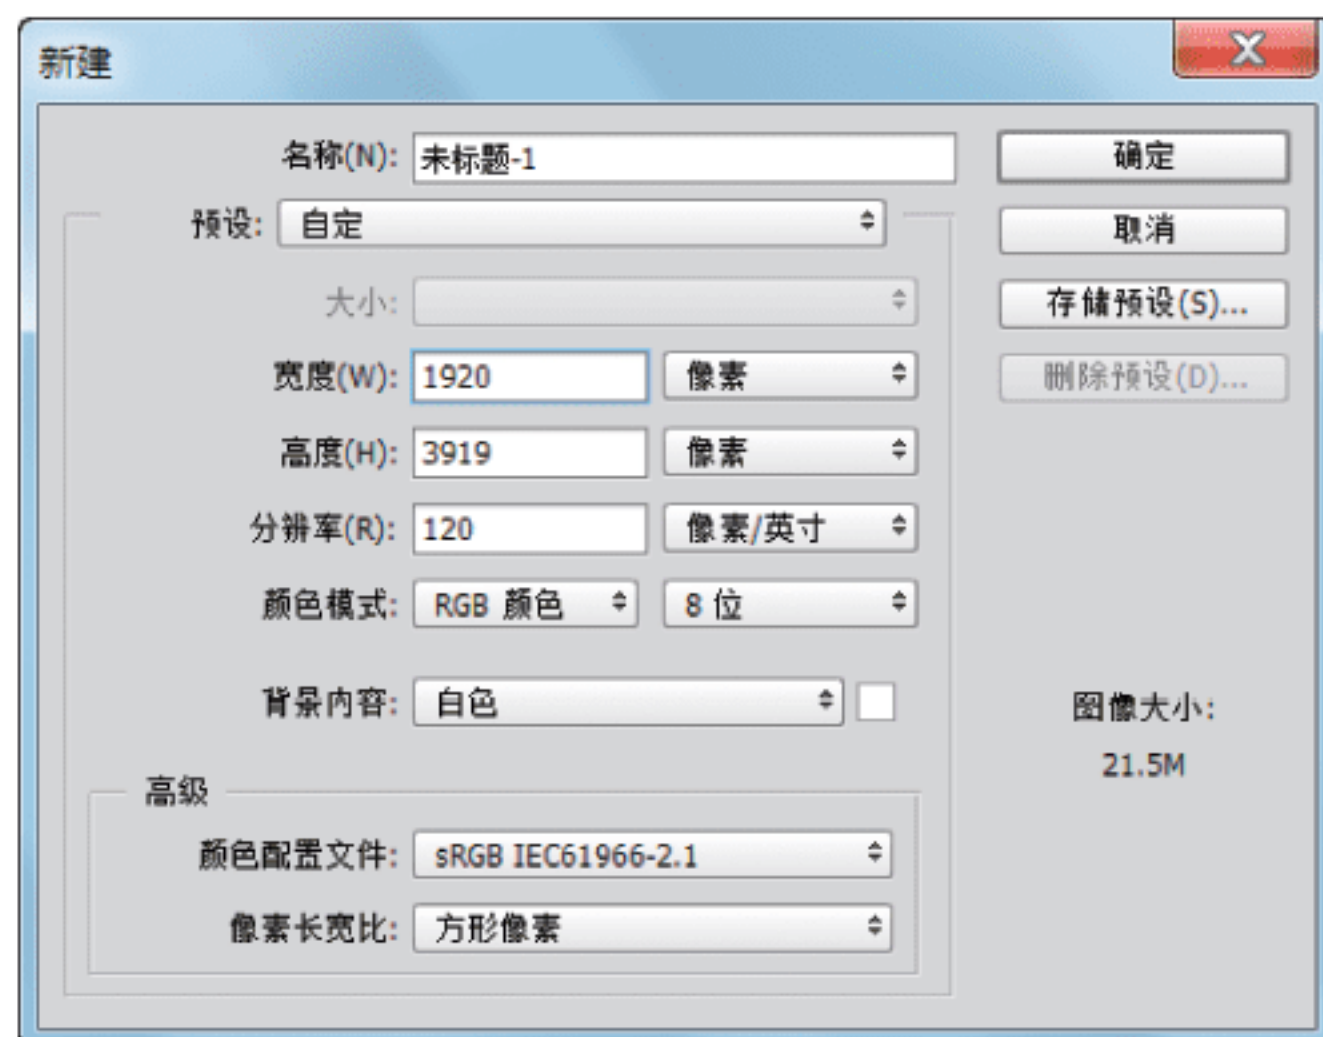 新建
名称(N): 未标题-1
确定
预设: 自定
取消
大小:
存储预设(S)...
宽度(W): 1920 像素
删除预设(D)...
高度(H): 3919 像素
分辨率(R): 120 像素/英寸
颜色模式: RGB 颜色 8 位
背景内容: 白色
图像大小:
21.5M
高级
颜色配置文件: sRGB IEC61966-2.1
像素长宽比: 方形像素